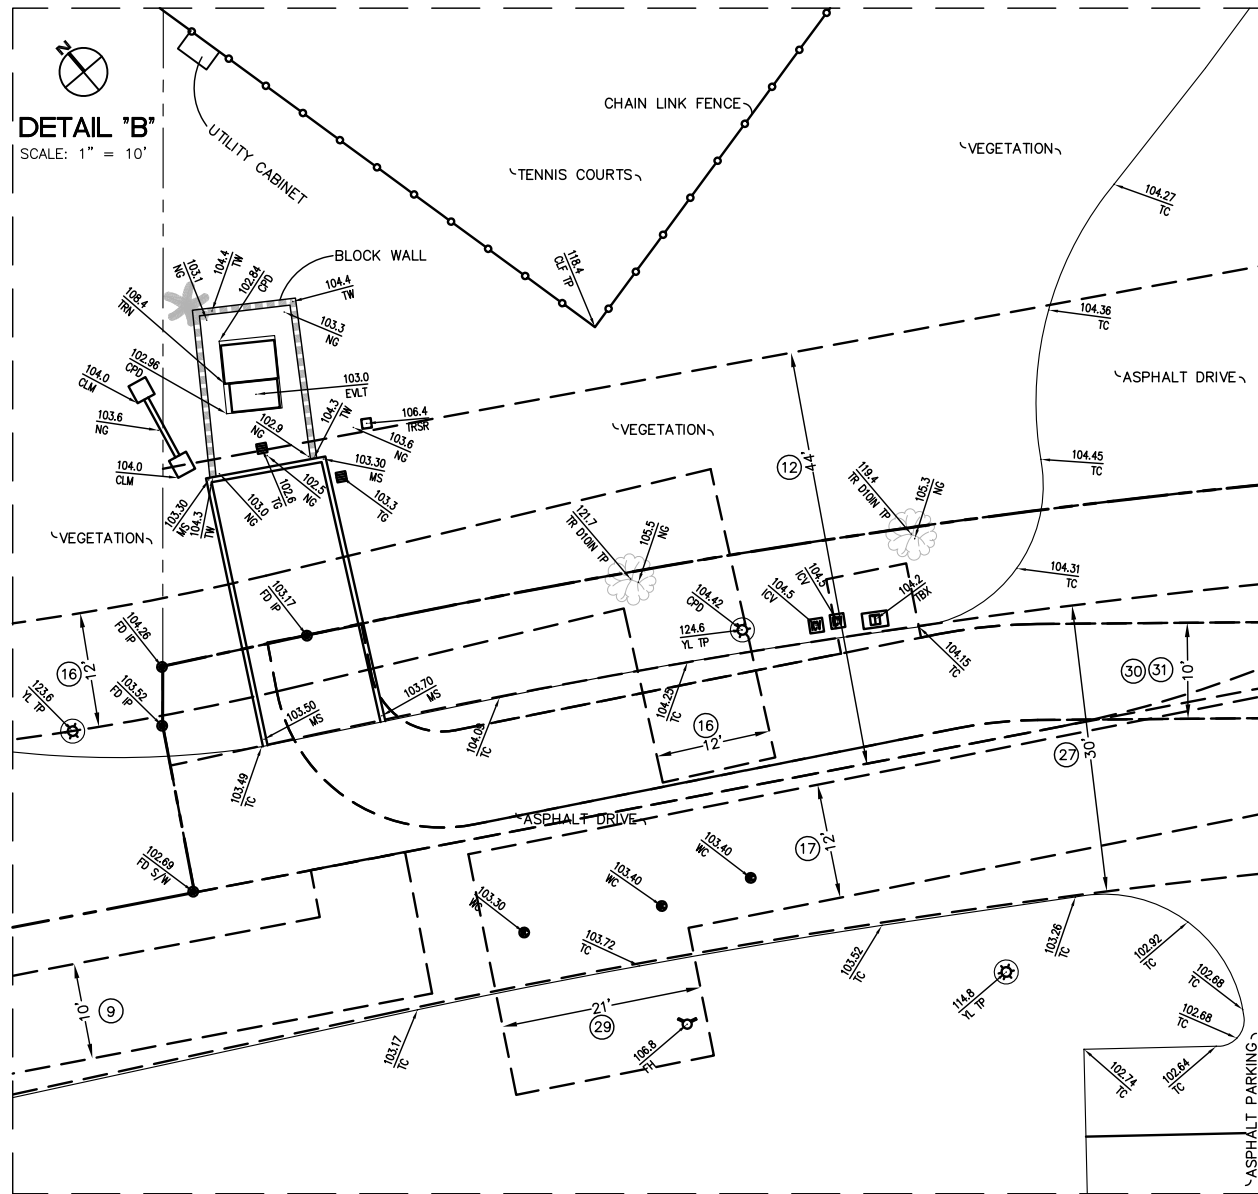 N
DETAIL "B"
SCALE: 1" = 10'
UTILITY CABINET
CHAIN LINK FENCE
TENNIS COURTS
VEGETATION
104.27
TC
118.4
CLF TP
BLOCK WALL
103.1
NG
104.4
TW
102.84
CPD
104.4
TW
108.4
TRN
103.3
NG
104.36
TC
102.96
CPD
104.0
CLM
103.0
EVLT
ASPHALT DRIVE
103.6
NG
102.9
NG
104.3
TW
106.4
TRSR
103.6
NG
VEGETATION
104.0
CLM
103.30
MS
12
44'
119.4
TR D10IN TP
105.3
NG
104.45
TC
103.30
MS
104.3
TW
103.0
NG
102.6
TG
102.5
NG
103.3
TG
VEGETATION
121.7
TR D10IN TP
105.5
NG
104.31
TC
103.17
FD IP
104.42
CPD
104.5
ICV
104.5
ICV
104.2
TBX
124.6
YL TP
104.26
FD IP
16
12'
104.15
TC
30
31
10'
123.6
YL TP
103.52
FD IP
103.70
MS
103.50
MS
104.25
TC
16
12'
104.03
TC
27
30'
103.49
TC
ASPHALT DRIVE
17
12'
102.69
FD S/W
103.40
WC
103.40
WC
103.30
WC
103.72
TC
103.52
TC
103.26
TC
102.92
TC
102.68
TC
102.68
TC
114.8
YL TP
10'
9
21'
29
103.17
TC
106.8
FH
102.74
TC
102.64
TC
ASPHALT PARKING